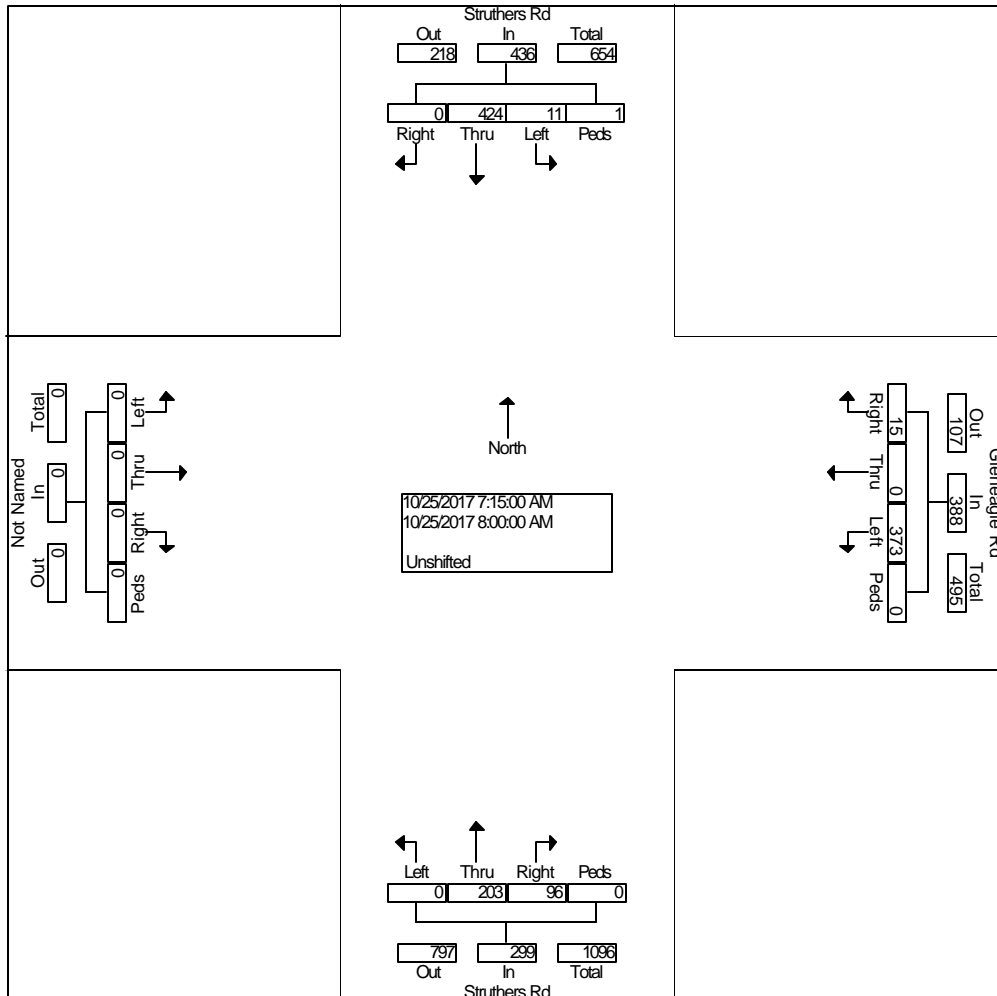 Struthers Rd
Out In Total
218 436 654
0 424 11 1
Right Thru Left Peds
Not Named
Total In Out
0 0 0
0 0 0 0
Left Thru Right Peds
North
10/25/2017 7:15:00 AM
10/25/2017 8:00:00 AM
Unshifted
Right Thru Left Peds
15 0 373 0
107 388 495
Out In Total
Gleneagle Rd
Left Thru Right Peds
0 203 96 0
797 299 1096
Out In Total
Struthers Rd